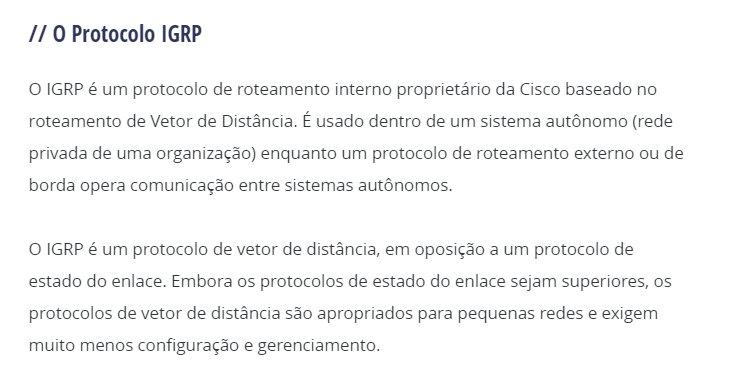 // O Protocolo IGRP
O IGRP é um protocolo de roteamento interno proprietário da Cisco baseado no
roteamento de Vetor de Distância. É usado dentro de um sistema autônomo (rede
privada de uma organização) enquanto um protocolo de roteamento externo ou de
borda opera comunicação entre sistemas autônomos.
O IGRP é um protocolo de vetor de distância, em oposição a um protocolo de
estado do enlace. Embora os protocolos de estado do enlace sejam superiores, os
protocolos de vetor de distância são apropriados para pequenas redes e exigem
muito menos configuração e gerenciamento.